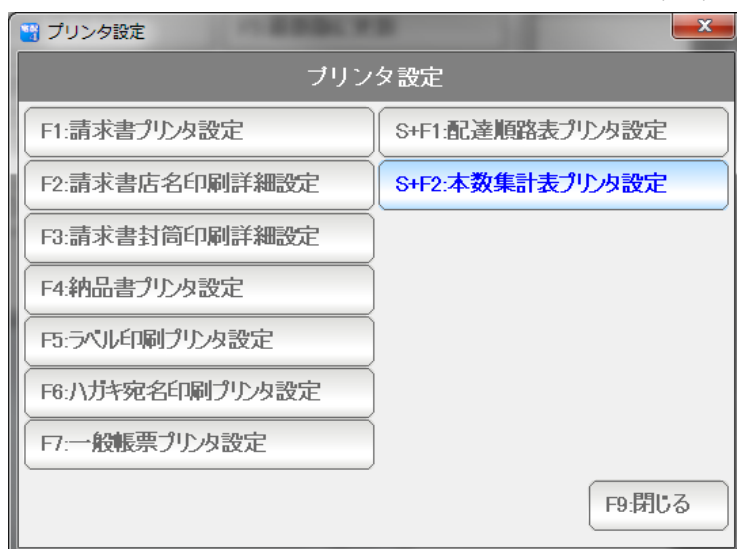 プリンタ設定
プリンタ設定
F1:請求書プリンタ設定
F2:請求書店名印刷詳細設定
F3:請求書封筒印刷詳細設定
F4:納品書プリンタ設定
F5:ラベル印刷プリンタ設定
F6:ハガキ宛名印刷プリンタ設定
F7:一般帳票プリンタ設定
S+F1:配達順路表プリンタ設定
S+F2:本数集計表プリンタ設定
F9:閉じる